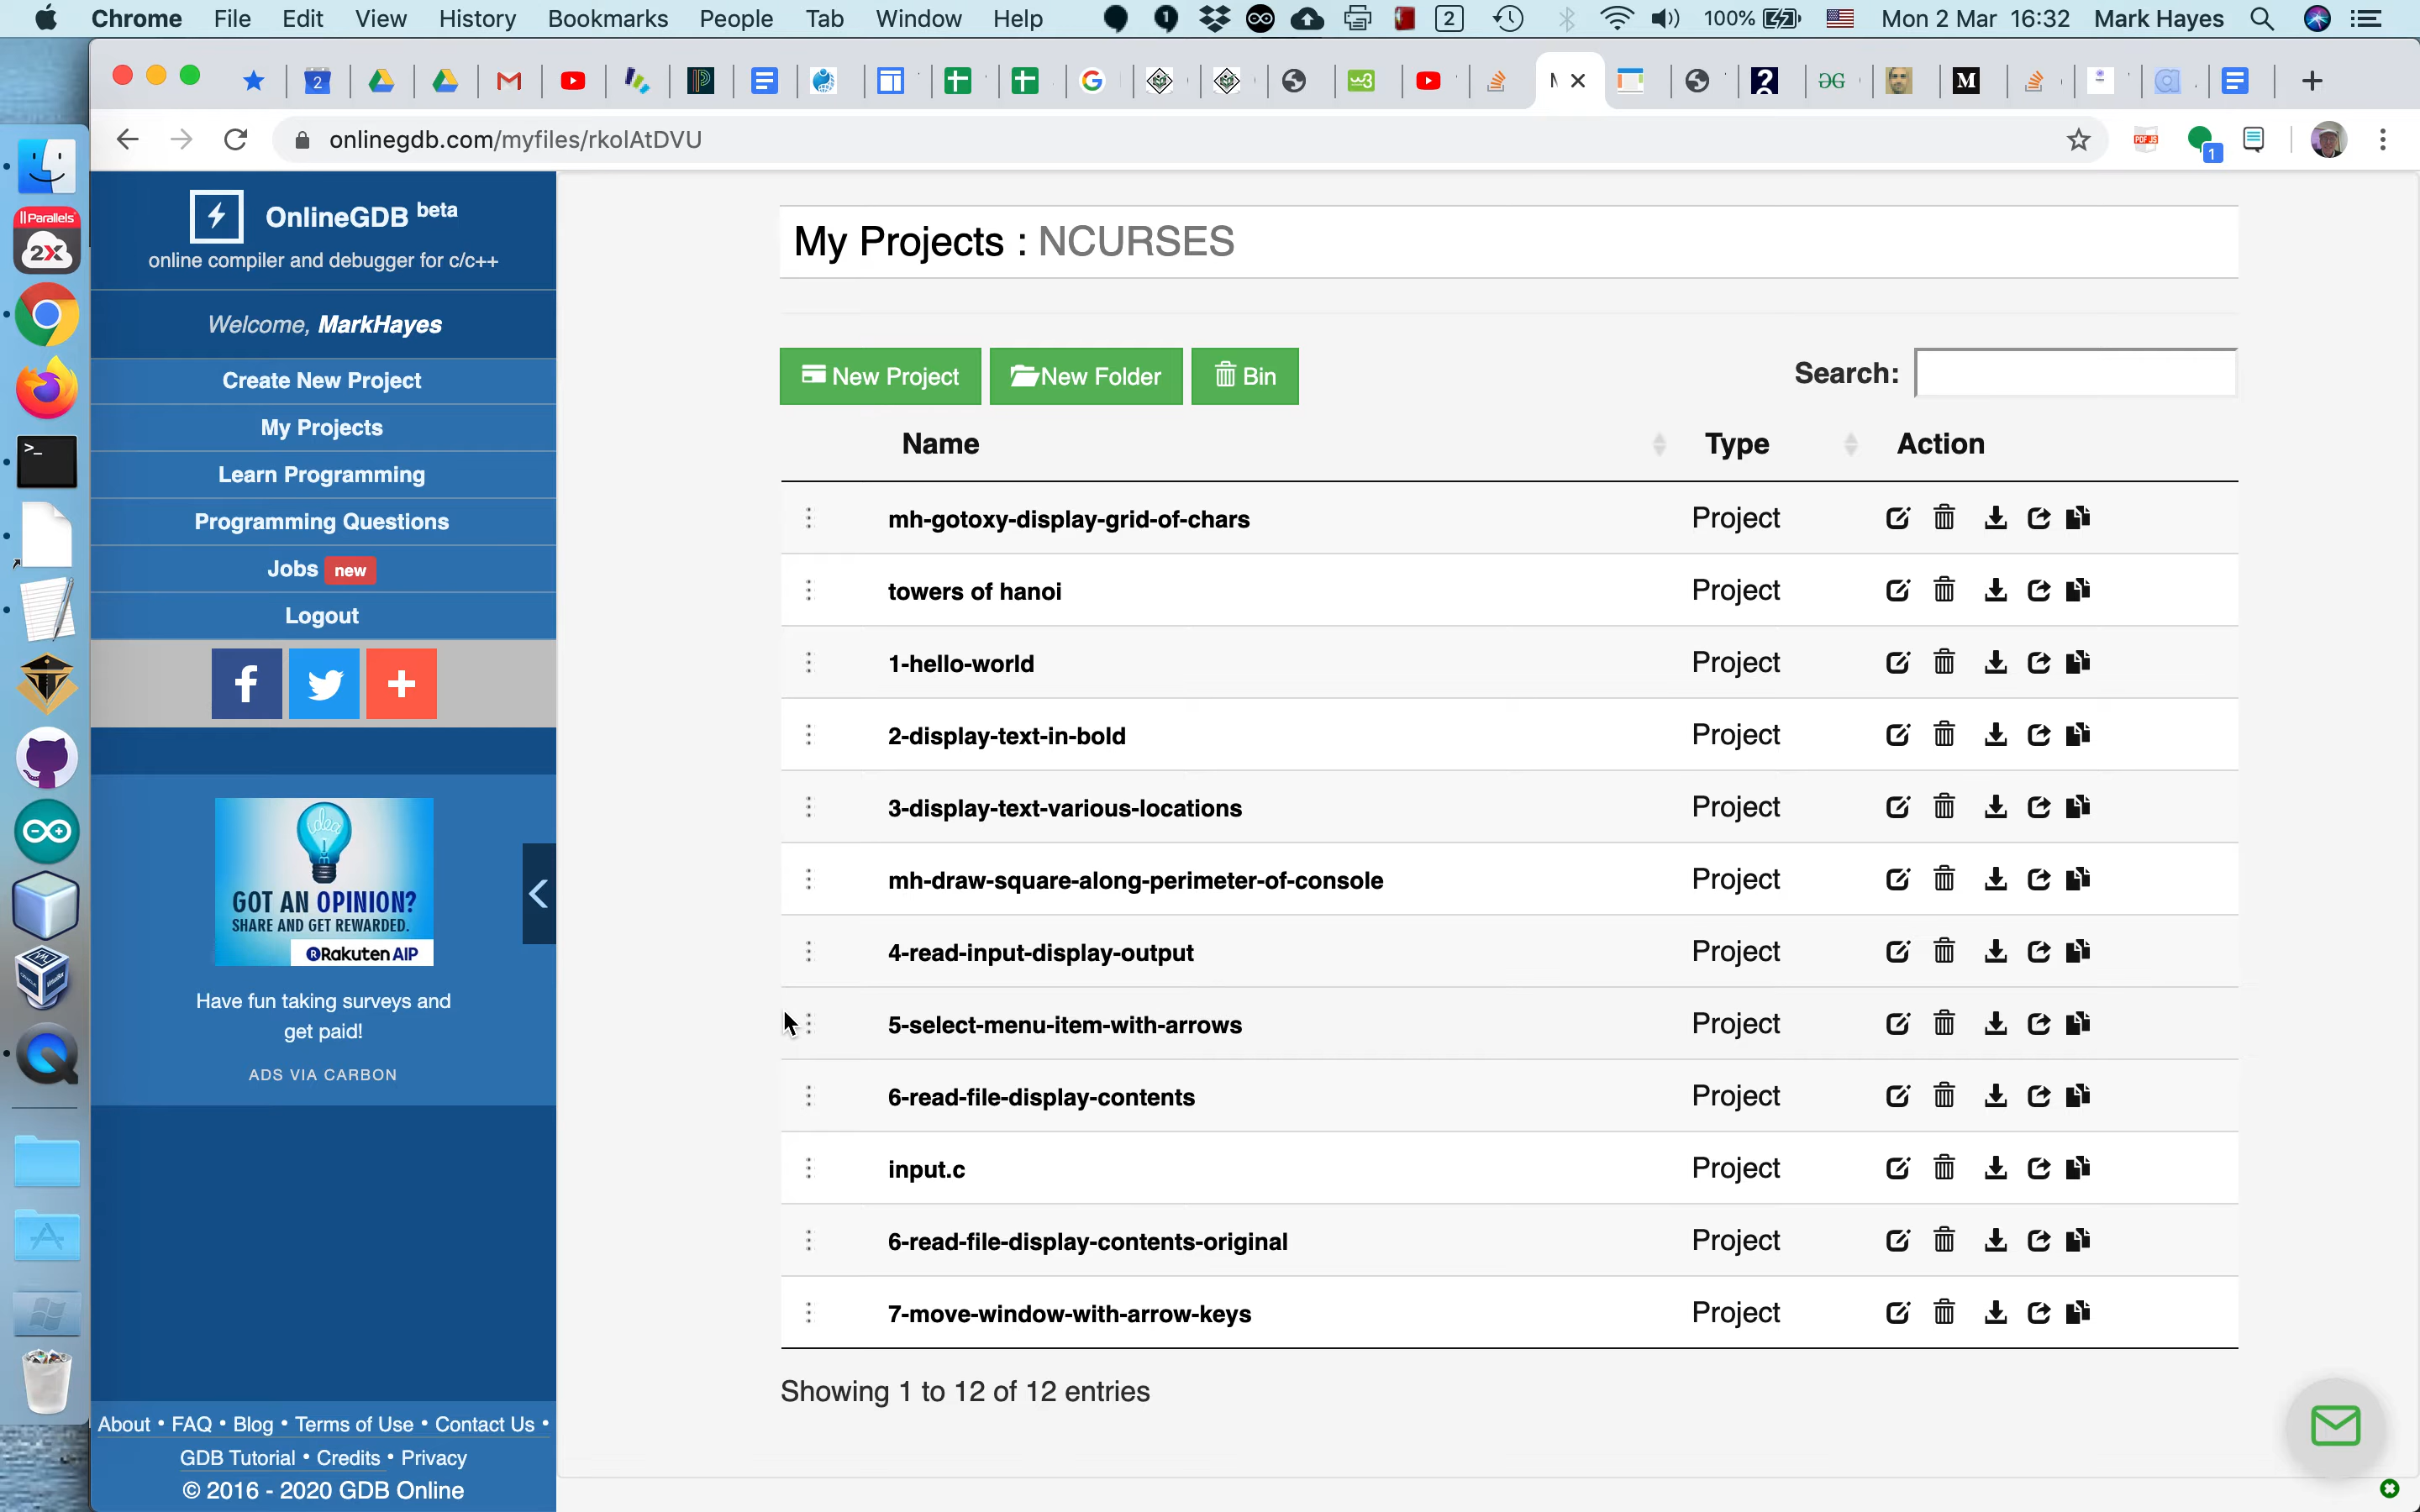 Chrome File Edit View History Bookmarks People Tab Window Help 1 2 100% Mon 2 Mar 16:32 Mark Hayes
onlinegdb.com/myfiles/rkolAtDVU
OnlineGDB beta
online compiler and debugger for c/c++
Welcome, MarkHayes
Create New Project
My Projects
Learn Programming
Programming Questions
Jobs new
Logout
GOT AN OPINION?
SHARE AND GET REWARDED.
Rakuten AIP
Have fun taking surveys and
get paid!
ADS VIA CARBON
About • FAQ • Blog • Terms of Use • Contact Us •
GDB Tutorial • Credits • Privacy
© 2016 - 2020 GDB Online
My Projects : NCURSES
New Project New Folder Bin Search:
Name Type Action
mh-gotoxy-display-grid-of-chars Project
towers of hanoi Project
1-hello-world Project
2-display-text-in-bold Project
3-display-text-various-locations Project
mh-draw-square-along-perimeter-of-console Project
4-read-input-display-output Project
5-select-menu-item-with-arrows Project
6-read-file-display-contents Project
input.c Project
6-read-file-display-contents-original Project
7-move-window-with-arrow-keys Project
Showing 1 to 12 of 12 entries